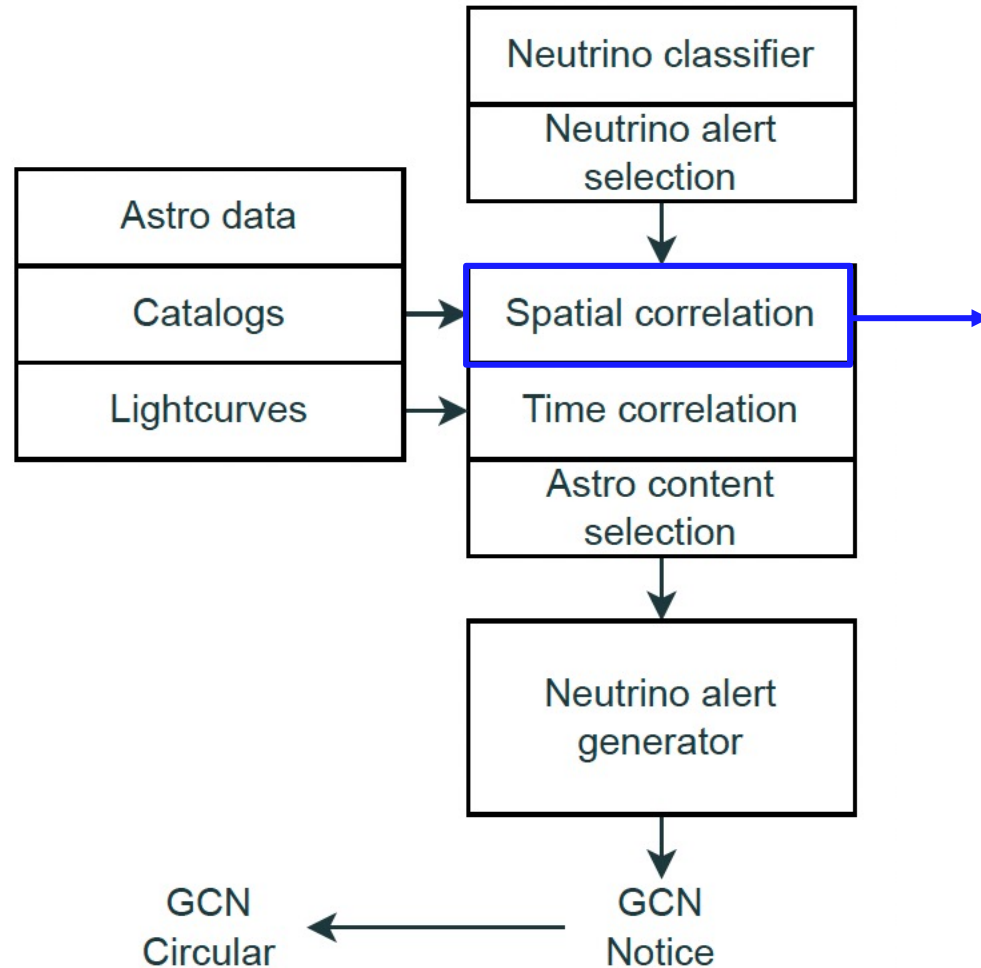 Neutrino classifier
Neutrino alert
selection
Astro data
Catalogs
Lightcurves
Spatial correlation
Time correlation
Astro content
selection
Neutrino alert
generator
GCN
Circular
GCN
Notice